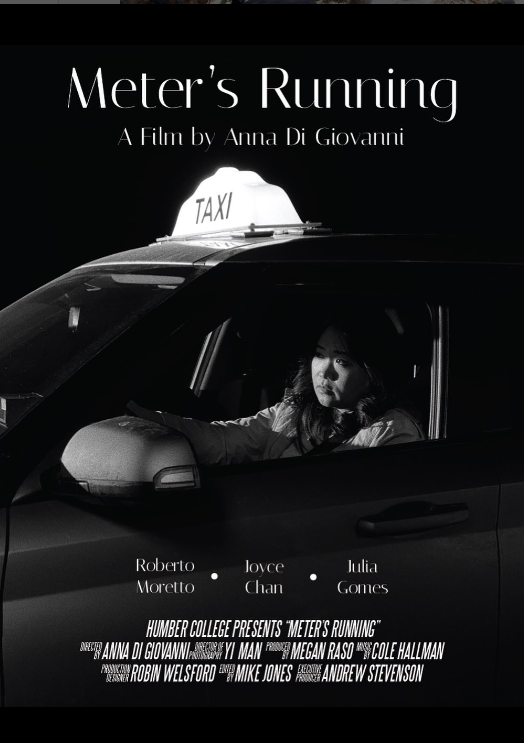 Meter's Running
A Film by Anna Di Giovanni
TAXI
Roberto Moretto • Joyce Chan • Julia Gomes
HUMBER COLLEGE PRESENTS "METER'S RUNNING"
DIRECTED BY ANNA DI GIOVANNI DIRECTOR OF PHOTOGRAPHY YI MAN PRODUCED BY MEGAN RASO MUSIC BY COLE HALLMAN
PRODUCTION DESIGNER ROBIN WELSFORD EDITED BY MIKE JONES EXECUTIVE PRODUCER ANDREW STEVENSON